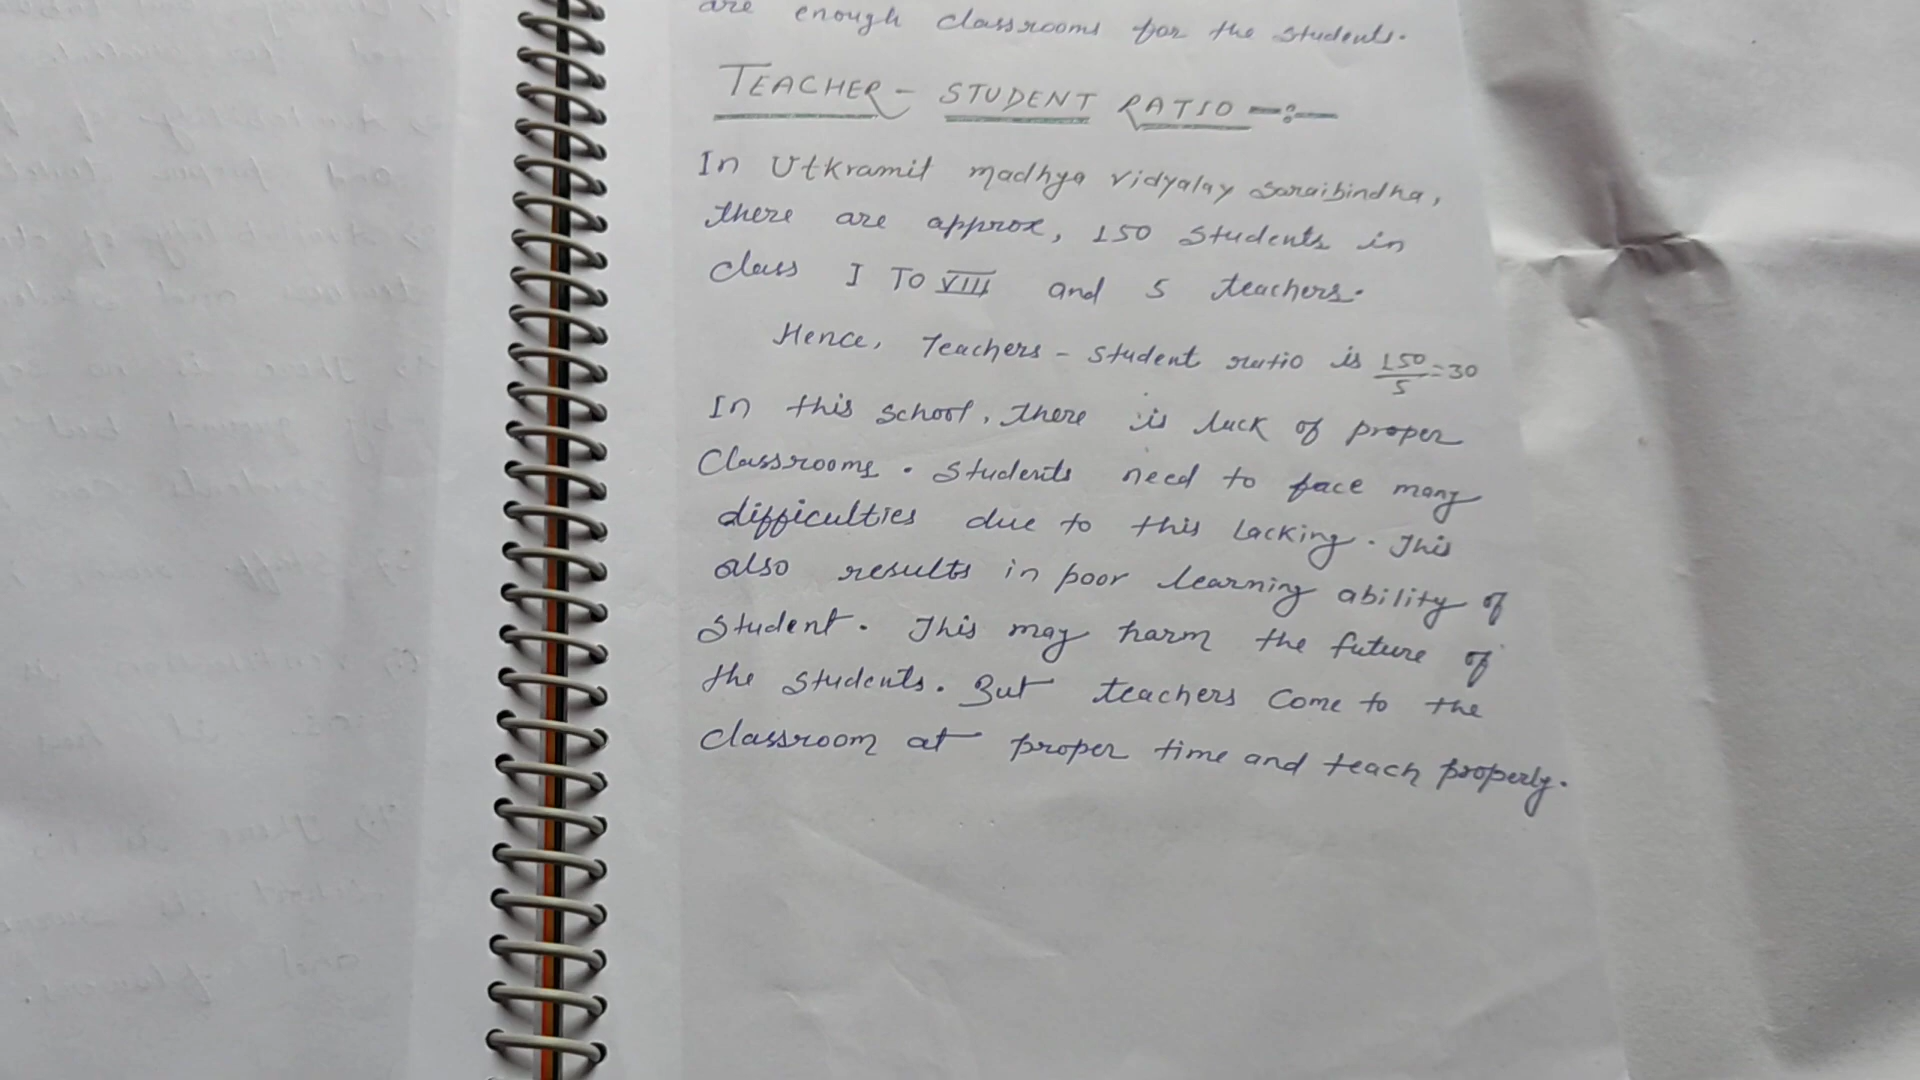 are enough classrooms for the students.
TEACHER - STUDENT RATIO -:-
In Utkramit madhya vidyalay Saraibindha,
there are approx, 150 Students in
class I TO VIII and 5 teachers.
Hence, Teachers - Student ratio is 150/5 = 30
In this school, there is lack of proper
Classrooms. Students need to face many
difficulties due to this lacking. This
also results in poor learning ability of
Student. This may harm the future of
the students. But teachers come to the
classroom at proper time and teach properly.